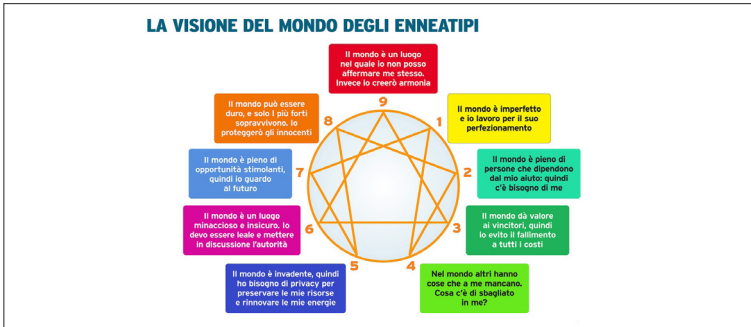 LA VISIONE DEL MONDO DEGLI ENNEATIPI
Il mondo è un luogo
nel quale io non posso
affermare me stesso.
Invece io creerò armonia
9
Il mondo può essere
duro, e solo i più forti
sopravvivono. Io
proteggerò gli innocenti
8
1
Il mondo è imperfetto
e io lavoro per il suo
perfezionamento
Il mondo è pieno di
opportunità stimolanti,
quindi io guardo
al futuro
7
2
Il mondo è pieno di
persone che dipendono
dal mio aiuto: quindi
c'è bisogno di me
Il mondo è un luogo
minaccioso e insicuro. Io
devo essere leale e mettere
in discussione l'autorità
6
3
Il mondo dà valore
ai vincitori, quindi
io evito il fallimento
a tutti i costi
Il mondo è invadente, quindi
ho bisogno di privacy per
preservare le mie risorse
e rinnovare le mie energie
5
4
Nel mondo altri hanno
cose che a me mancano.
Cosa c'è di sbagliato
in me?